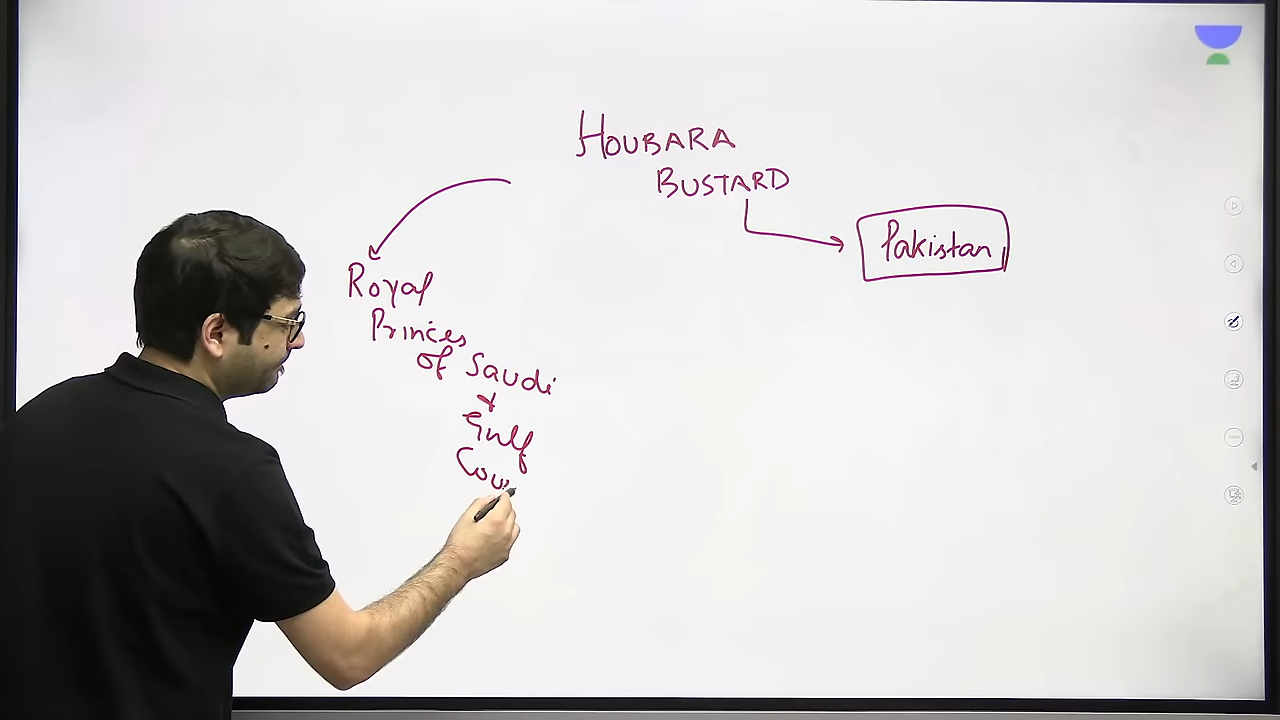 HOUBARA
BUSTARD
Pakistan
Royal
Princes
of Saudi
+
Gulf
Cou